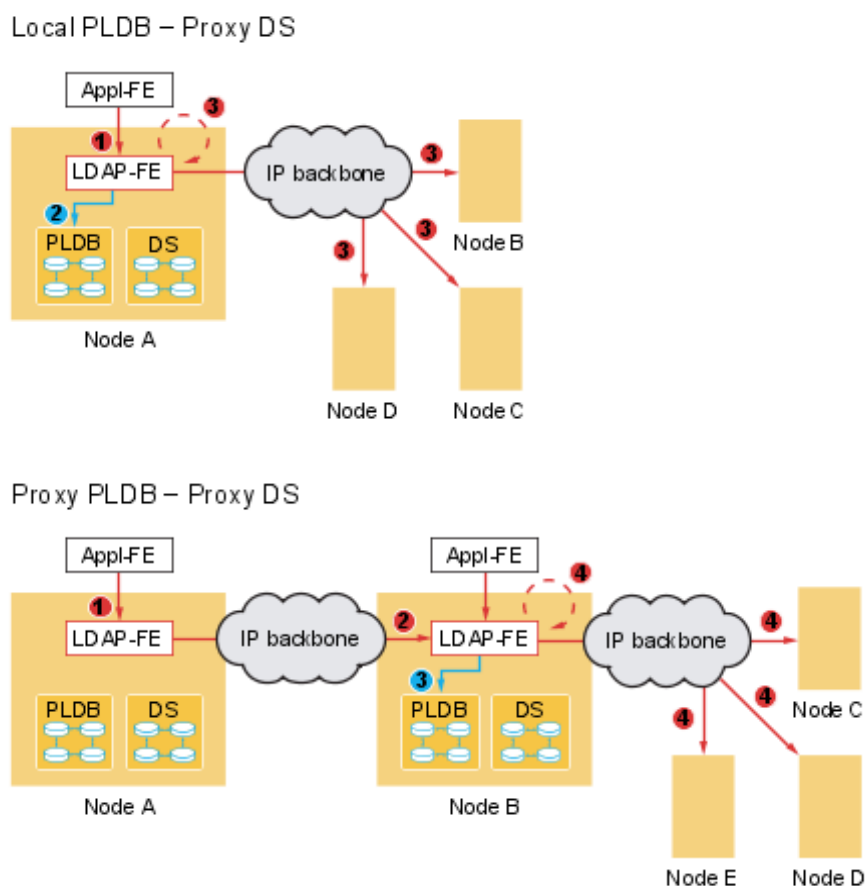 Local PLDB – Proxy DS
Appl-FE
3
1
LDAP-FE
IP backbone
3
2
3
PLDB
DS
3
Node B
Node A
Node D
Node C
Proxy PLDB – Proxy DS
Appl-FE
Appl-FE
4
1
LDAP-FE
IP backbone
2
LDAP-FE
IP backbone
4
3
4
4
PLDB
DS
PLDB
DS
Node C
Node A
Node B
Node E
Node D